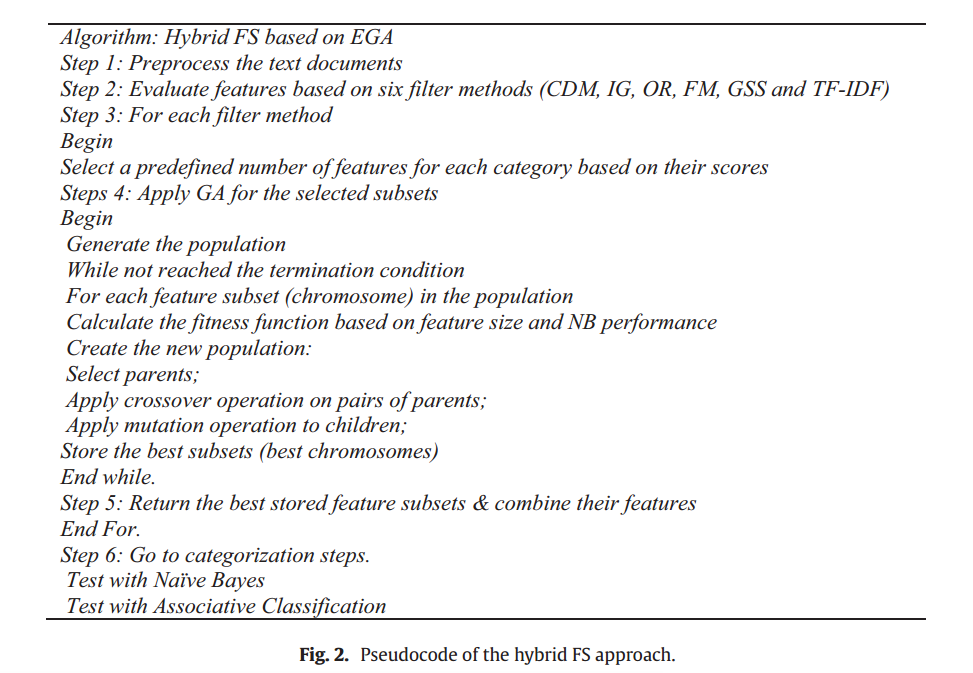 Algorithm: Hybrid FS based on EGA
Step 1: Preprocess the text documents
Step 2: Evaluate features based on six filter methods (CDM, IG, OR, FM, GSS and TF-IDF)
Step 3: For each filter method
Begin
Select a predefined number of features for each category based on their scores
Steps 4: Apply GA for the selected subsets
Begin
Generate the population
While not reached the termination condition
For each feature subset (chromosome) in the population
Calculate the fitness function based on feature size and NB performance
Create the new population:
Select parents;
Apply crossover operation on pairs of parents;
Apply mutation operation to children;
Store the best subsets (best chromosomes)
End while.
Step 5: Return the best stored feature subsets & combine their features
End For.
Step 6: Go to categorization steps.
Test with Naïve Bayes
Test with Associative Classification
Fig. 2. Pseudocode of the hybrid FS approach.